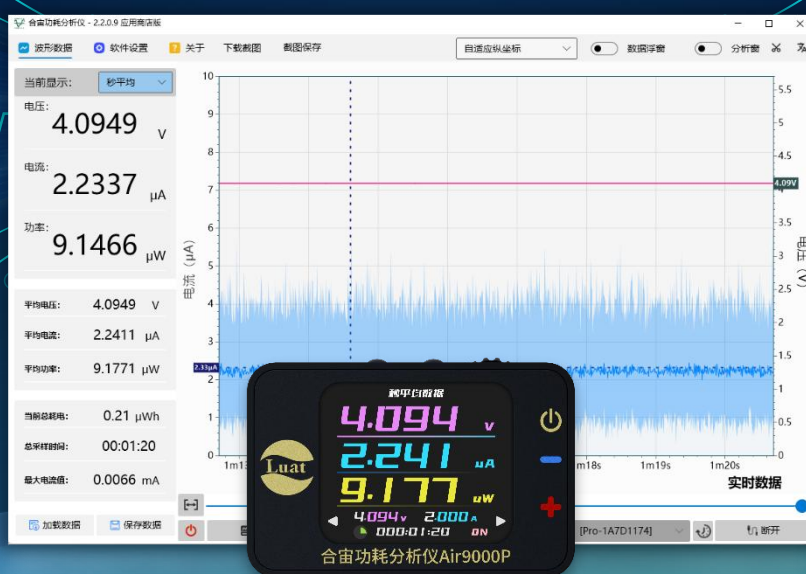 合宙功耗分析仪 - 2.2.0.9 应用商店版
波形数据 软件设置 关于 下载截图 截图保存 自适应纵坐标 数据浮窗 分析窗
当前显示: 秒平均
电压:
4.0949 V
电流:
2.2337 μA
功率:
9.1466 μW
平均电压: 4.0949 V
平均电流: 2.2411 μA
平均功率: 9.1771 μW
当前总耗电: 0.21 μWh
总采样时间: 00:01:20
最大电流值: 0.0066 mA
加载数据 保存数据
电流 (μA)
10
9
8
7
6
5
4
3
2.33μA
2
1
0
5.5
5
4.5
4.09V
3.5
3
2.5
2
1.5
1
0.5
0
电压 (V)
1m18s 1m19s 1m20s
实时数据
[Pro-1A7D1174] 断开
秒平均数据
4.094 V
2.241 uA
9.177 uW
4.094 V 2.000 A
000:01:20 ON
Luat
合宙功耗分析仪Air9000P